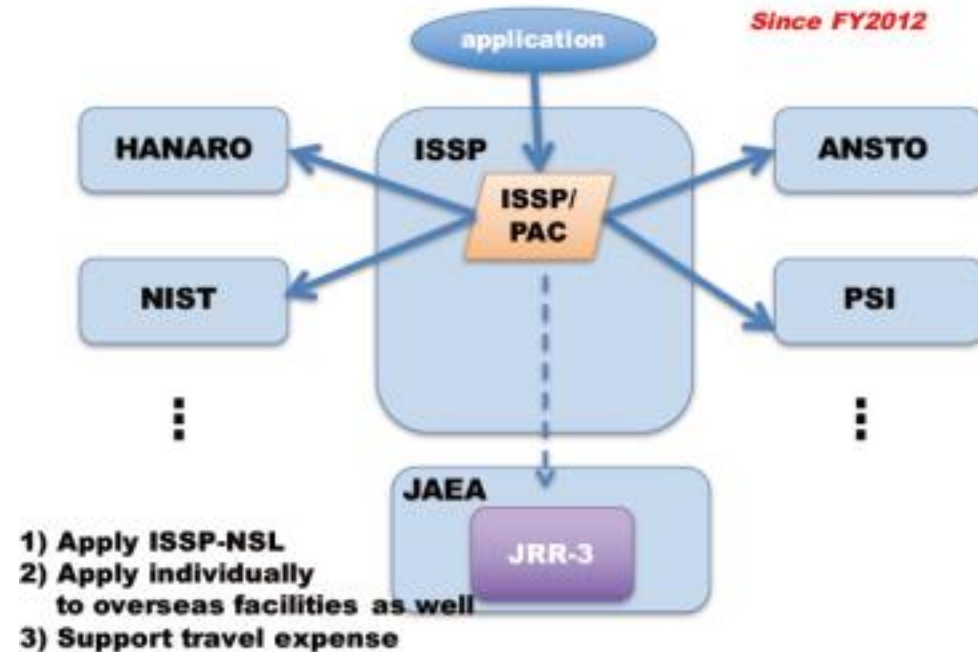 application
Since FY2012
HANARO
ISSP
ANSTO
ISSP/
PAC
NIST
PSI
JAEA
JRR-3
1) Apply ISSP-NSL
2) Apply individually
to overseas facilities as well
3) Support travel expense